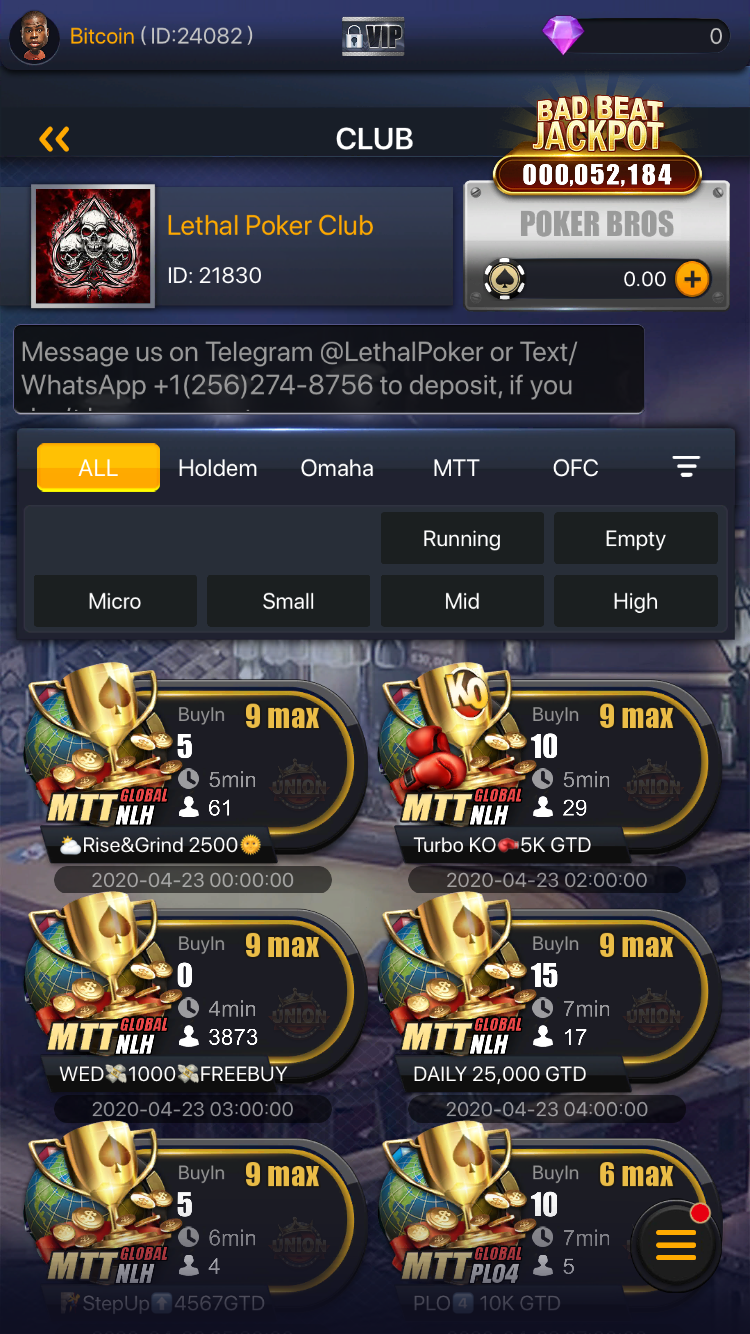 Bitcoin ( ID:24082 )
VIP
0
CLUB
BAD BEAT
JACKPOT
000,052,184
Lethal Poker Club
ID: 21830
POKER BROS
0.00
Message us on Telegram @LethalPoker or Text/
WhatsApp +1(256)274-8756 to deposit, if you
ALL Holdem Omaha MTT OFC
Running Empty
Micro Small Mid High
BuyIn 9 max
5
5min
61
UNION
MTT GLOBAL NLH
⛅Rise&Grind 2500🌞
2020-04-23 00:00:00
KO
BuyIn 9 max
10
5min
29
UNION
MTT GLOBAL NLH
Turbo KO🥊5K GTD
2020-04-23 02:00:00
BuyIn 9 max
0
4min
3873
UNION
MTT GLOBAL NLH
WED💸1000💸FREEBUY
2020-04-23 03:00:00
BuyIn 9 max
15
7min
17
UNION
MTT GLOBAL NLH
DAILY 25,000 GTD
2020-04-23 04:00:00
BuyIn 9 max
5
6min
4
UNION
MTT GLOBAL NLH
StepUp⬆4567GTD
BuyIn 6 max
10
7min
5
MTT GLOBAL PLO4
PLO4️⃣ 10K GTD